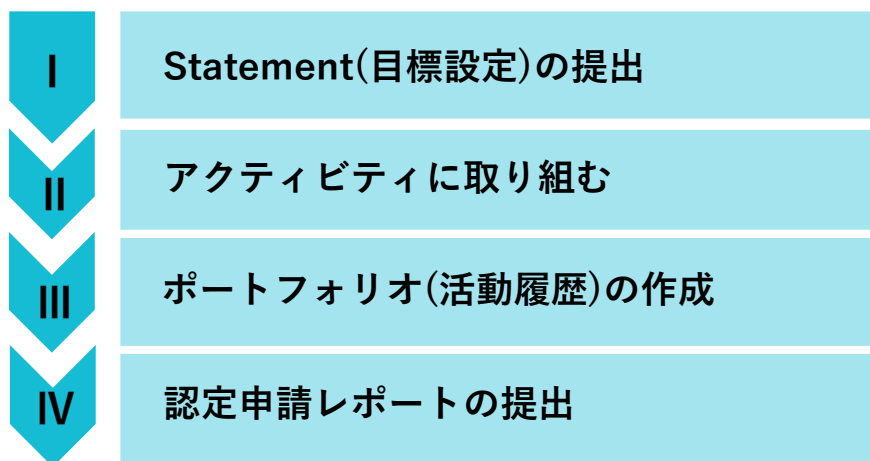 I
Statement(目標設定)の提出
II
アクティビティに取り組む
III
ポートフォリオ(活動履歴)の作成
IV
認定申請レポートの提出